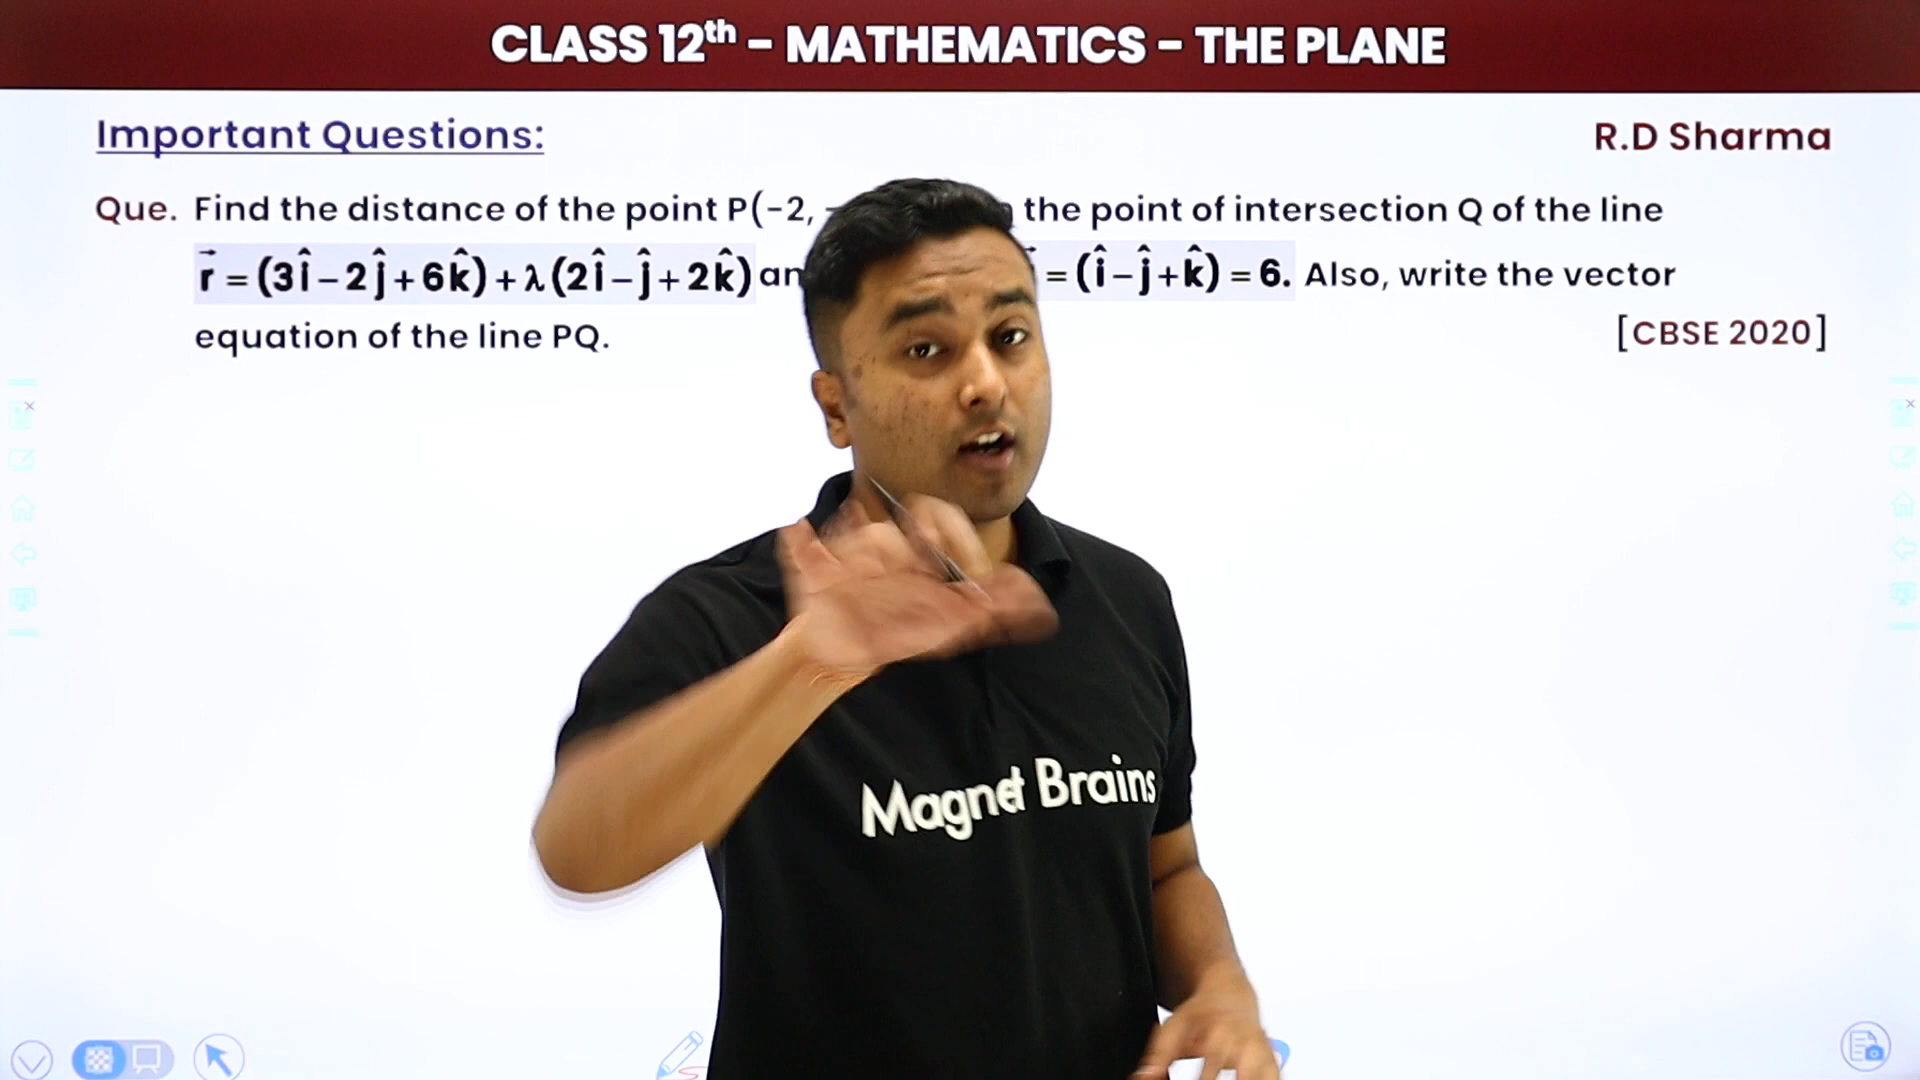 CLASS 12th – MATHEMATICS – THE PLANE
Important Questions:
R.D Sharma
Que. Find the distance of the point P(-2, the point of intersection Q of the line
r⃗ = (3î – 2ĵ + 6k̂) + λ (2î – ĵ + 2k̂) an = (î – ĵ + k̂) = 6. Also, write the vector
equation of the line PQ.
[CBSE 2020]
Magnet Brains